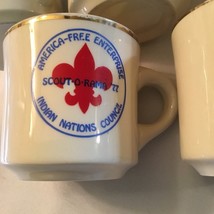 AMERICA-FREE ENTERPRISE
SCOUT-O-RAMA 77
INDIAN NATIONS COUNCIL